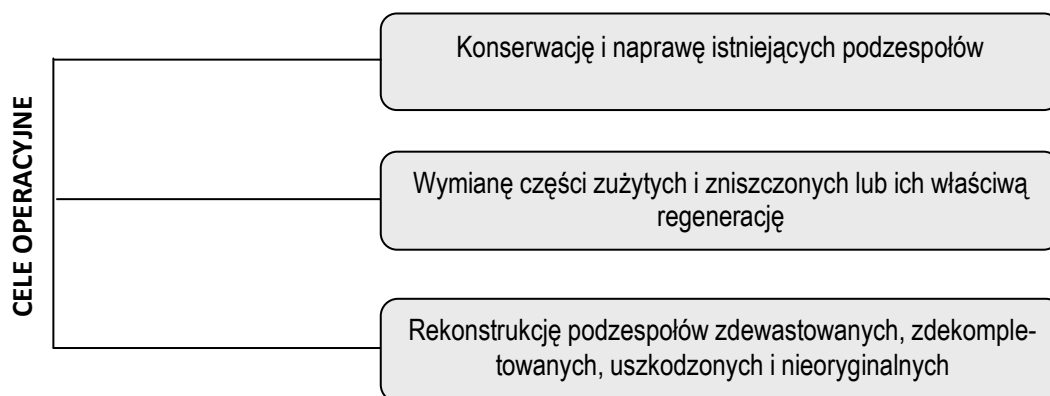 CELE OPERACYJNE
Konserwację i naprawę istniejących podzespołów
Wymianę części zużytych i zniszczonych lub ich właściwą
regenerację
Rekonstrukcję podzespołów zdewastowanych, zdekomple-
towanych, uszkodzonych i nieoryginalnych